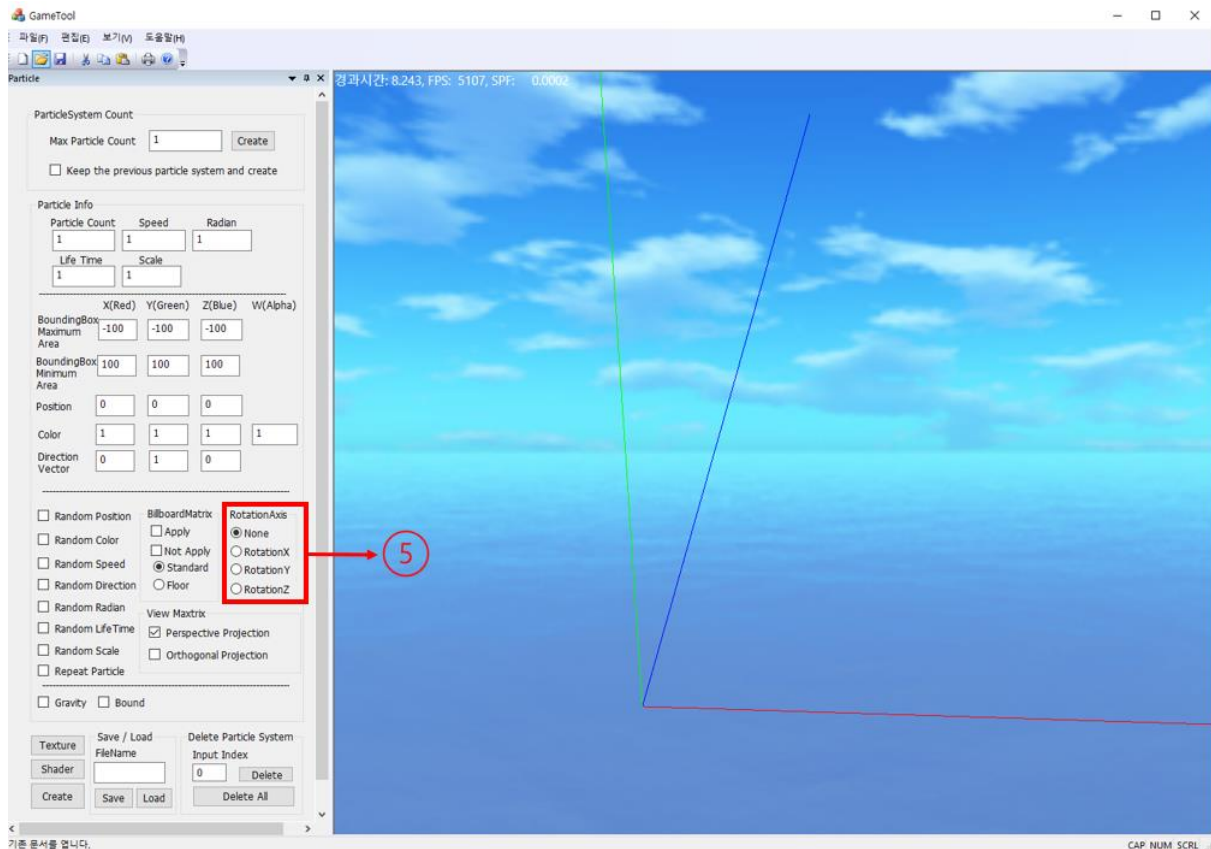 GameTool
파일(F) 편집(E) 보기(V) 도움말(H)
Particle
경과시간: 8.243, FPS: 5107, SPF: 0.0002
ParticleSystem Count
Max Particle Count 1 Create
Keep the previous particle system and create
Particle Info
Particle Count Speed Radian
1 1 1
Life Time Scale
1 1
X(Red) Y(Green) Z(Blue) W(Alpha)
BoundingBox
Maximum
Area
-100 -100 -100
BoundingBox
Minimum
Area
100 100 100
Position 0 0 0
Color 1 1 1 1
Direction
Vector
0 1 0
Random Position
Random Color
Random Speed
Random Direction
Random Radian
Random LifeTime
Random Scale
Repeat Particle
BillboardMatrix
Apply
Not Apply
Standard
Floor
RotationAxis
None
RotationX
RotationY
RotationZ
5
View Maxtrix
Perspective Projection
Orthogonal Projection
Gravity Bound
Texture
Shader
Create
Save / Load
FileName
Save Load
Delete Particle System
Input Index
0 Delete
Delete All
기존 문서를 엽니다.
CAP NUM SCRL